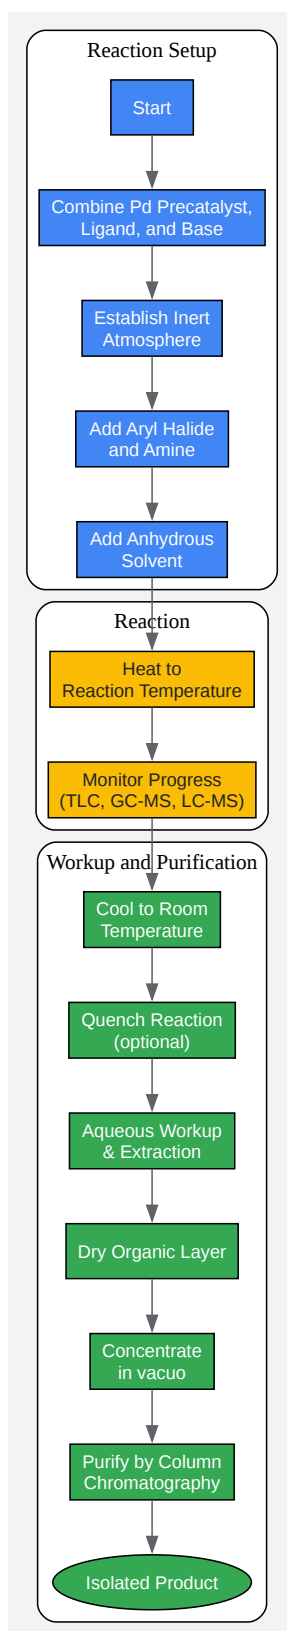 Reaction Setup
Start
Combine Pd Precatalyst,
Ligand, and Base
Establish Inert
Atmosphere
Add Aryl Halide
and Amine
Add Anhydrous
Solvent
Reaction
Heat to
Reaction Temperature
Monitor Progress
(TLC, GC-MS, LC-MS)
Workup and Purification
Cool to Room
Temperature
Quench Reaction
(optional)
Aqueous Workup
& Extraction
Dry Organic Layer
Concentrate
in vacuo
Purify by Column
Chromatography
Isolated Product